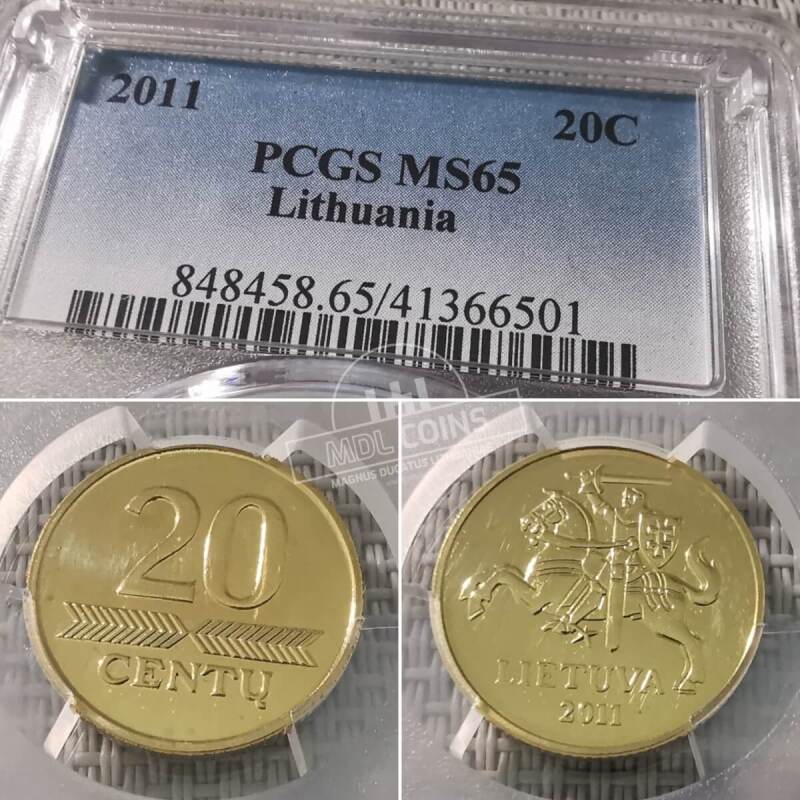 2011
20C
PCGS MS65
Lithuania
848458.65/41366501
MDL COINS
20
CENTŲ
LIETUVA
2011